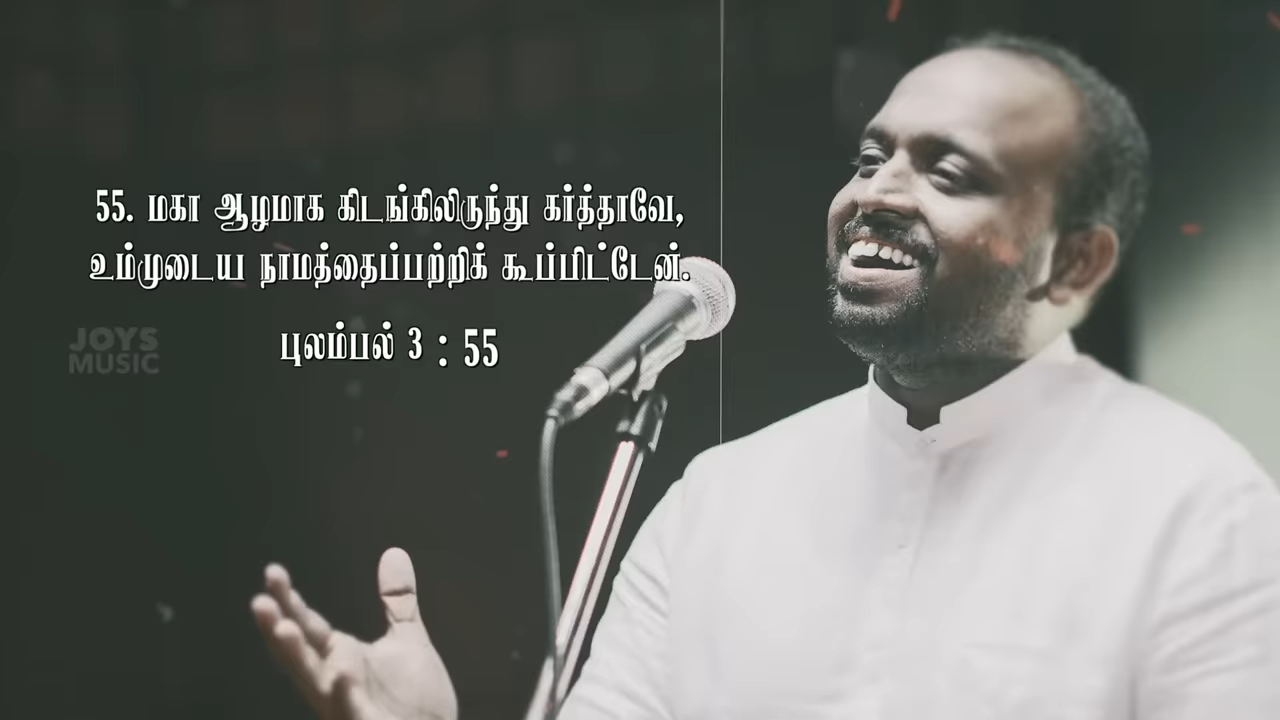 55. மகா ஆழமாக கிடங்கிலிருந்து கர்த்தாவே,
உம்முடைய நாமத்தைப்பற்றிக் கூப்பிட்டேன்.
புலம்பல் 3 : 55
JOYS
MUSIC